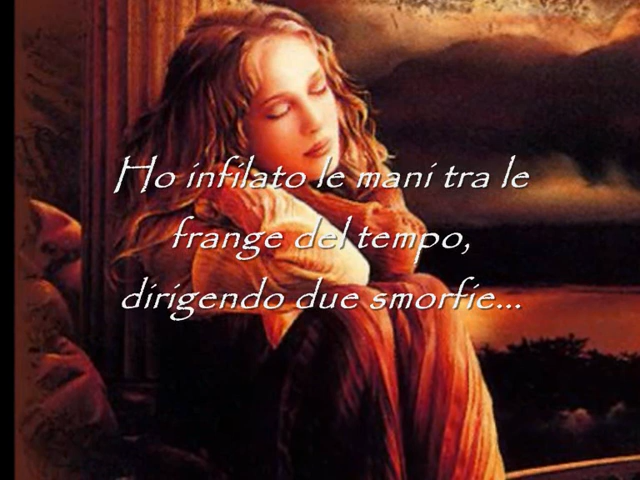 Ho infilato le mani tra le
frange del tempo,
dirigendo due smorfie...